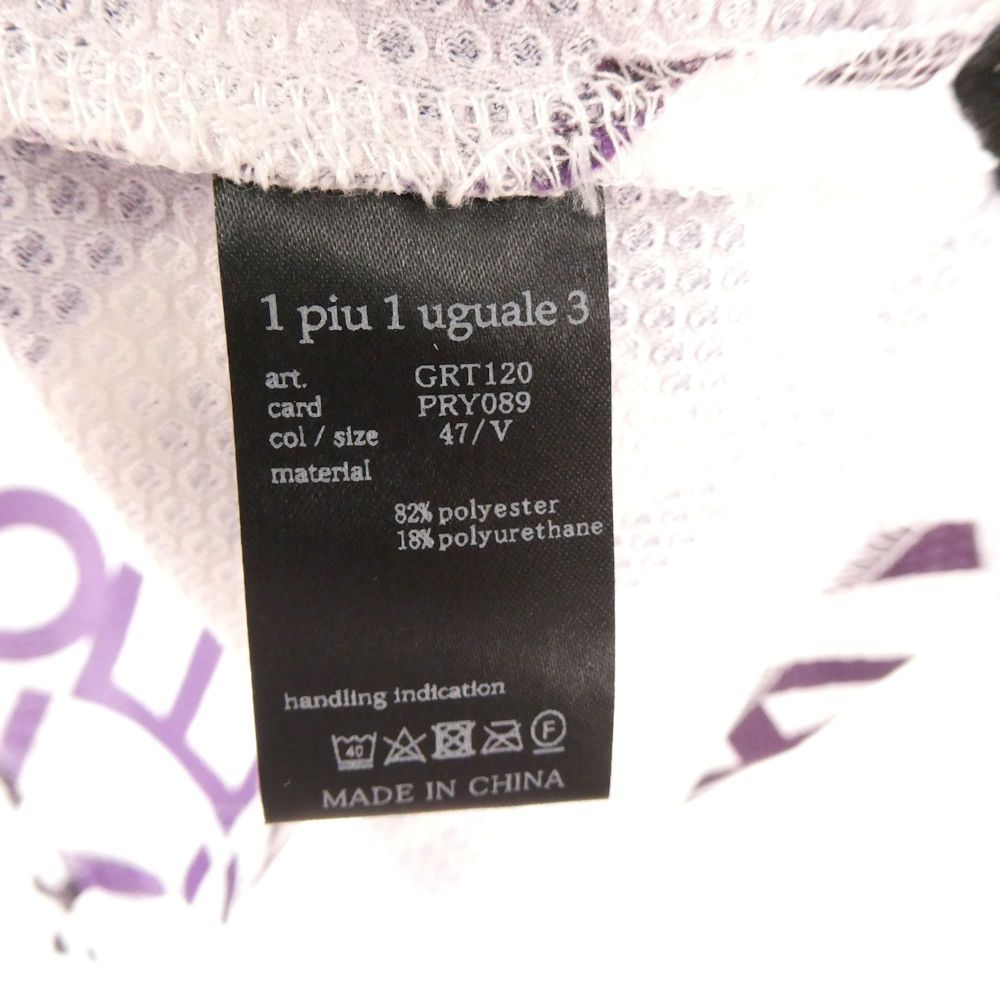 1 piu 1 uguale 3
art. GRT120
card PRY089
col / size 47/V
material
82% polyester
18% polyurethane
handling indication
40 F
MADE IN CHINA